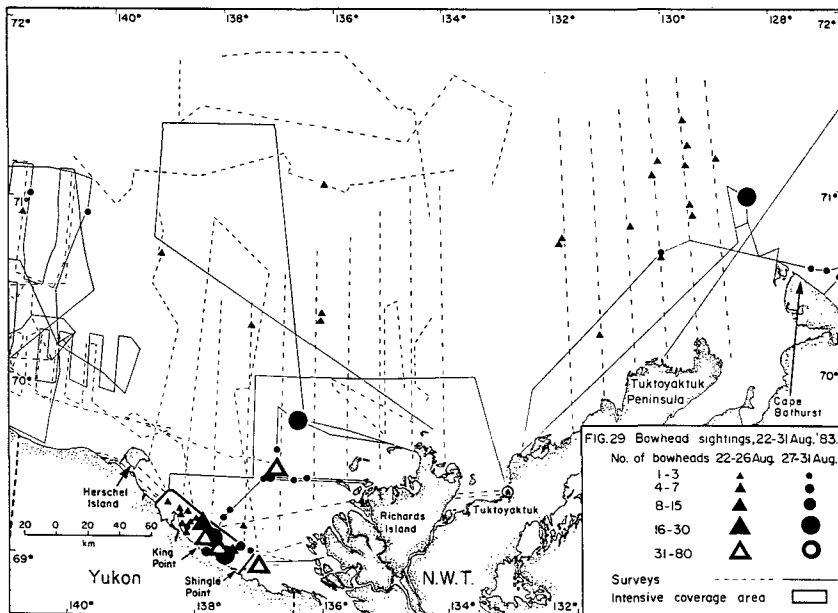 72°
140°
138°
136°
134°
132°
130°
128°
72°
71°
71°
70°
70°
Tuktoyaktuk
Peninsula
Cape
Bathurst
Herschel
Island
Richards
Island
Tuktoyaktuk
20 0 20 40 60
km
King
Point
69°
Shingle
Point
Yukon
N.W.T.
140°
138°
136°
134°
132°
FIG.29 Bowhead sightings,22-31 Aug.'83.
No. of bowheads 22-26 Aug. 27-31 Aug.
1-3
4-7
8-15
16-30
31-80
Surveys
Intensive coverage area